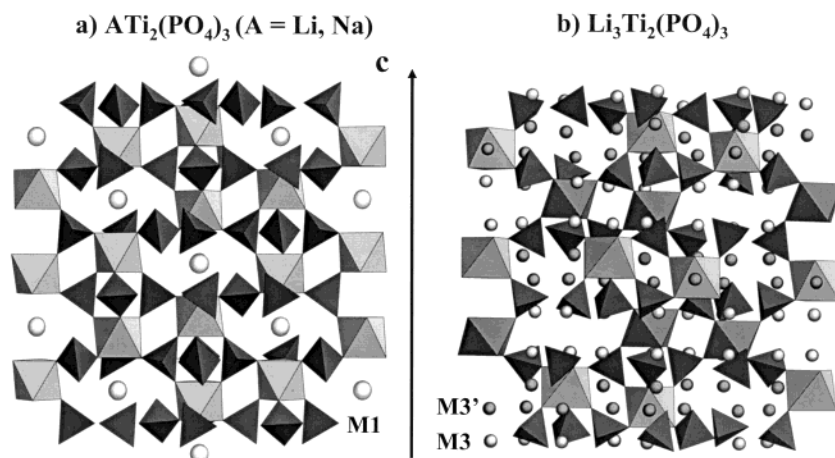 a) ATi₂(PO₄)₃ (A = Li, Na)
b) Li₃Ti₂(PO₄)₃
c
M1
M3'
M3